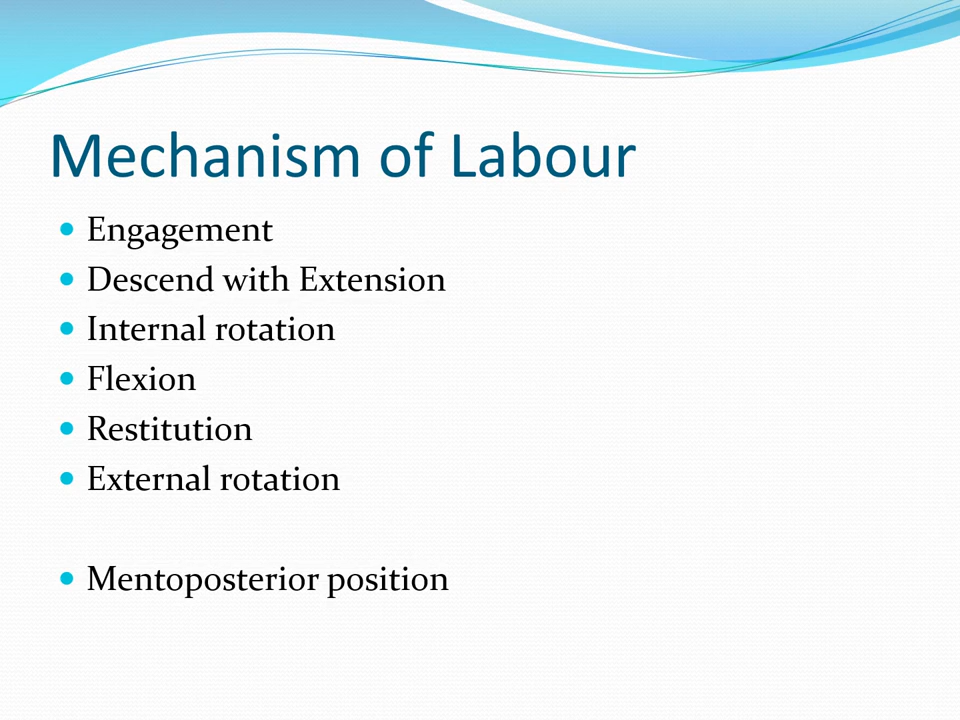 Mechanism of Labour
Engagement
Descend with Extension
Internal rotation
Flexion
Restitution
External rotation
Mentoposterior position